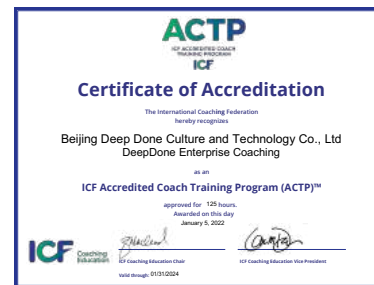 ACTP
ICF ACCREDITED COACH
TRAINING PROGRAM
ICF
Certificate of Accreditation
The International Coaching Federation
hereby recognizes
Beijing Deep Done Culture and Technology Co., Ltd
DeepDone Enterprise Coaching
as an
ICF Accredited Coach Training Program (ACTP)™
approved for 125 hours.
Awarded on this day
January 5, 2022
ICF Coaching
Education
ICF Coaching Education Chair
ICF Coaching Education Vice President
Valid through: 01/31/2024